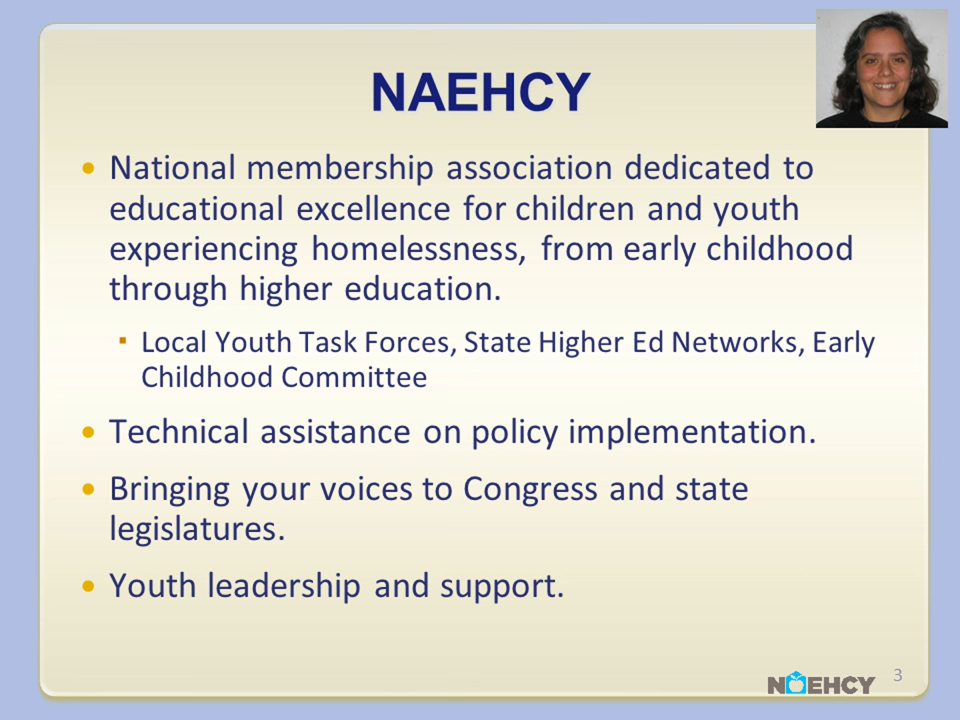 NAEHCY
• National membership association dedicated to
educational excellence for children and youth
experiencing homelessness, from early childhood
through higher education.
▪ Local Youth Task Forces, State Higher Ed Networks, Early
Childhood Committee
• Technical assistance on policy implementation.
• Bringing your voices to Congress and state
legislatures.
• Youth leadership and support.
NAEHCY
3